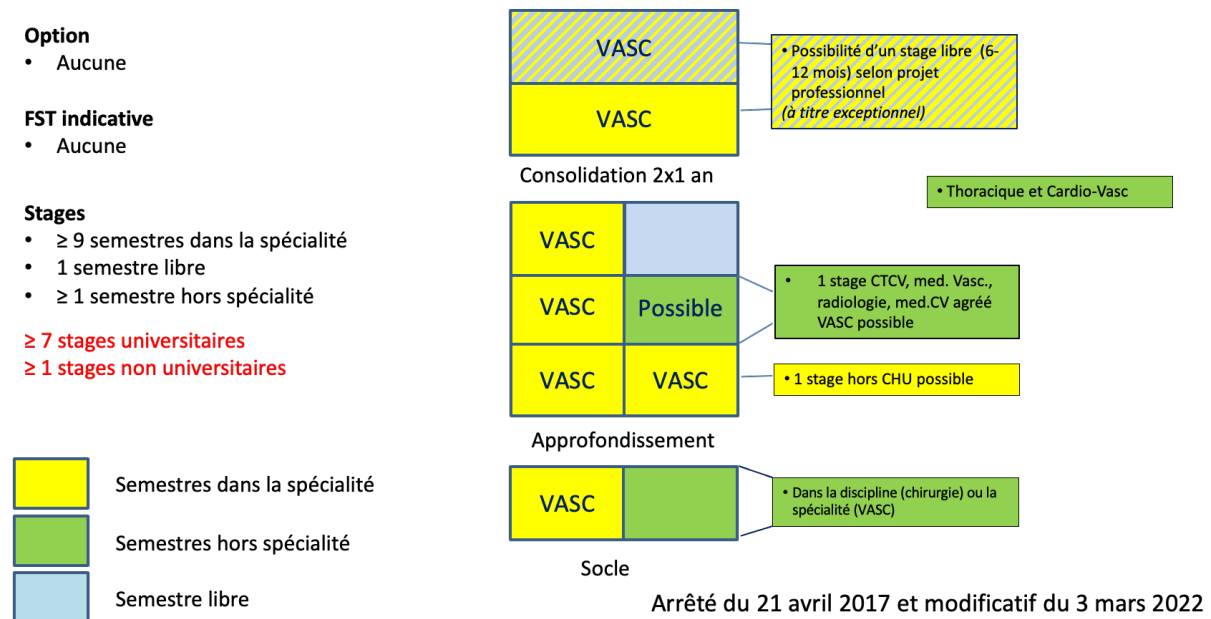 Option
• Aucune
FST indicative
• Aucune
Stages
• ≥ 9 semestres dans la spécialité
• 1 semestre libre
• ≥ 1 semestre hors spécialité
≥ 7 stages universitaires
≥ 1 stages non universitaires
Semestres dans la spécialité
Semestres hors spécialité
Semestre libre
VASC
VASC
• Possibilité d’un stage libre (6-
12 mois) selon projet
professionnel
(à titre exceptionnel)
Consolidation 2x1 an
• Thoracique et Cardio-Vasc
VASC
VASC
Possible
• 1 stage CTCV, med. Vasc.,
radiologie, med.CV agréé
VASC possible
VASC
VASC
• 1 stage hors CHU possible
Approfondissement
VASC
• Dans la discipline (chirurgie) ou la
spécialité (VASC)
Socle
Arrêté du 21 avril 2017 et modificatif du 3 mars 2022